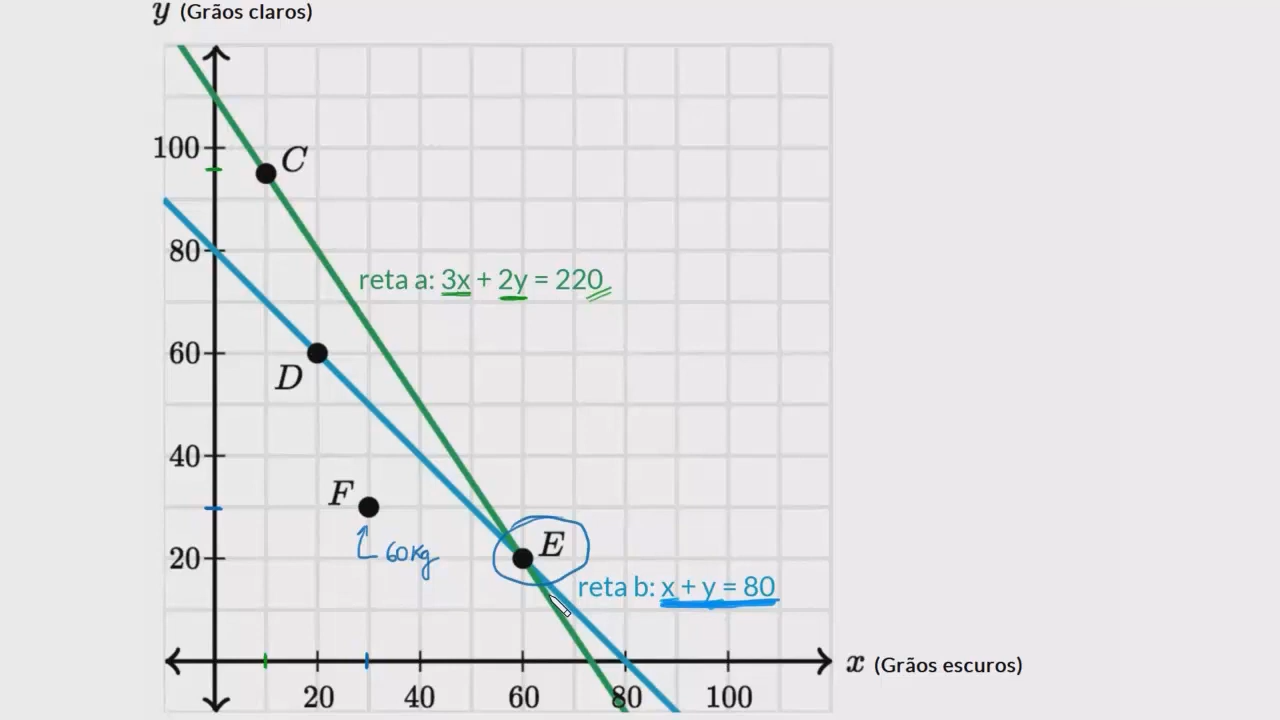 y (Grãos claros)
100
C
80
reta a: 3x + 2y = 220
60
D
40
F
E
60kg
20
reta b: x + y = 80
x (Grãos escuros)
20 40 60 80 100